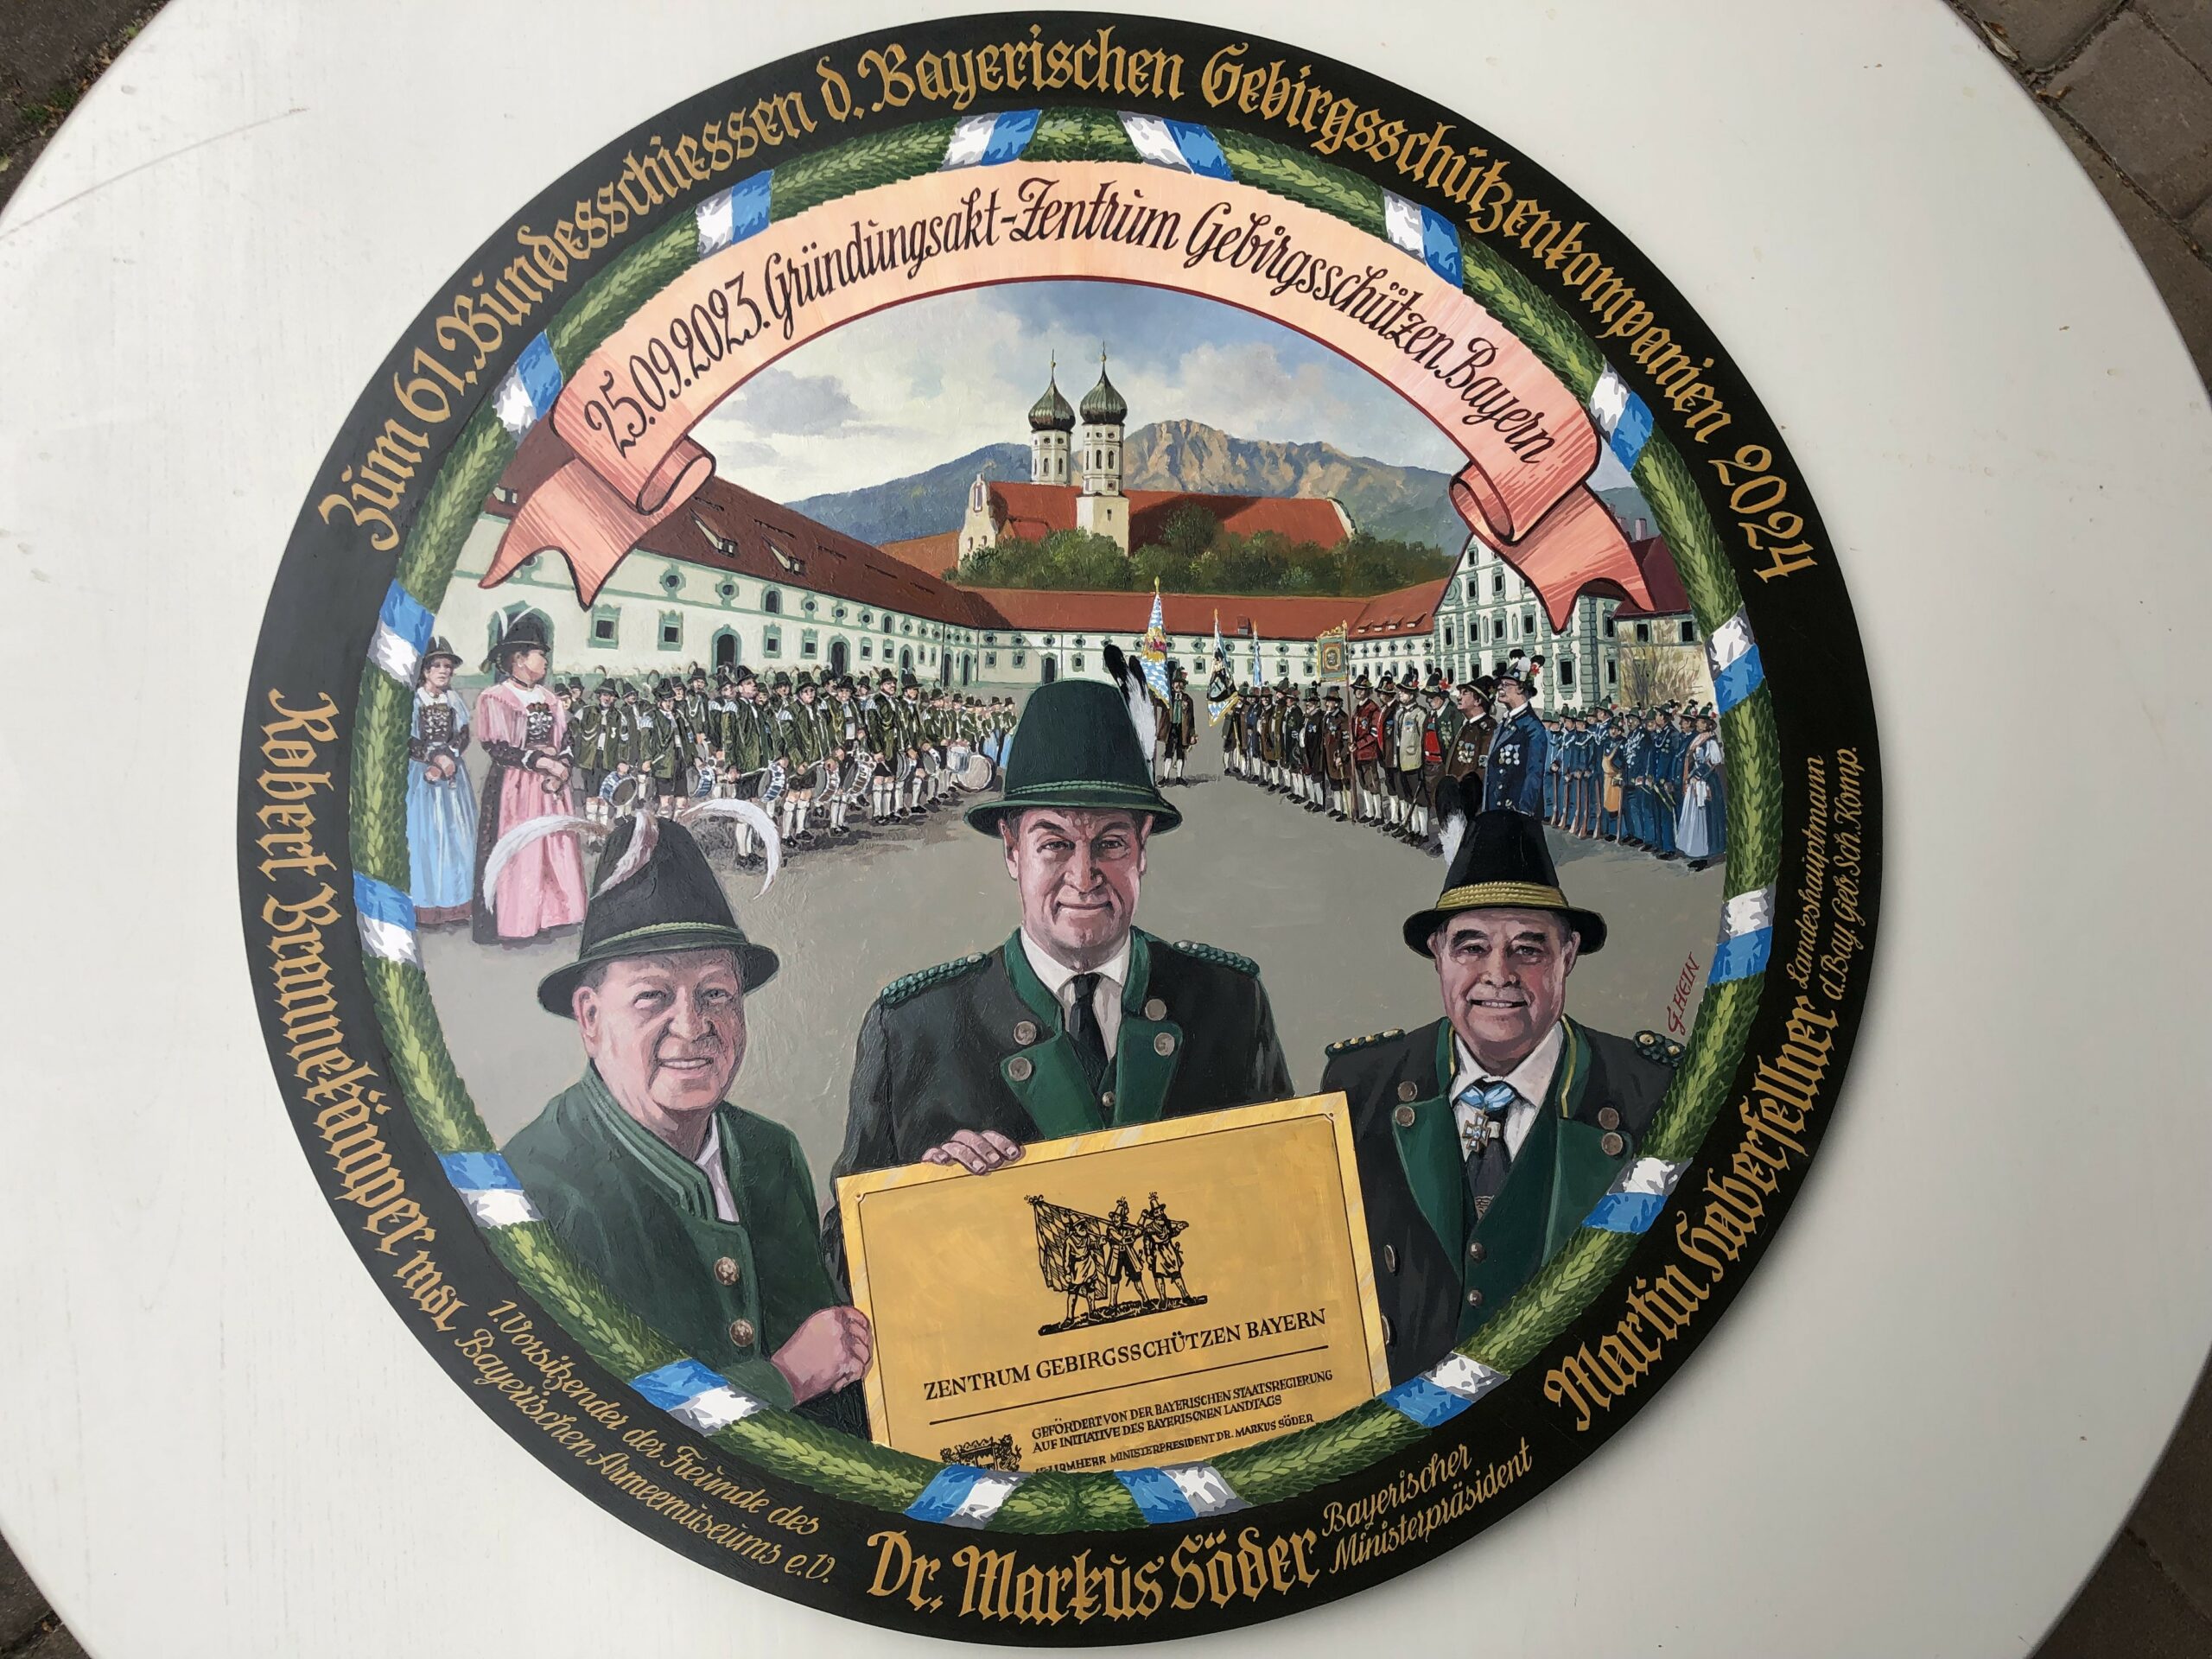 Zum 61. Bundesschiessen d. Bayerischen Gebirgsschützenkompanien 2024
25.09.2023. Gründungsakt-Zentrum Gebirgsschützen Bayern
G. HEIN
ZENTRUM GEBIRGSSCHÜTZEN BAYERN
GEFÖRDERT VON DER BAYERISCHEN STAATSREGIERUNG
AUF INITIATIVE DES BAYERISCHEN LANDTAGS
MINISTERPRESIDENT DR. MARKUS SÖDER
Robert Brannekämper MdL
1. Vorsitzender der Freunde des
Bayerischen Armeemuseums e.V.
Dr. Markus Söder
Bayerischer
Ministerpräsident
Martin Haberfellner
Landeshauptmann
d. Bay. Geb. Sch. Komp.